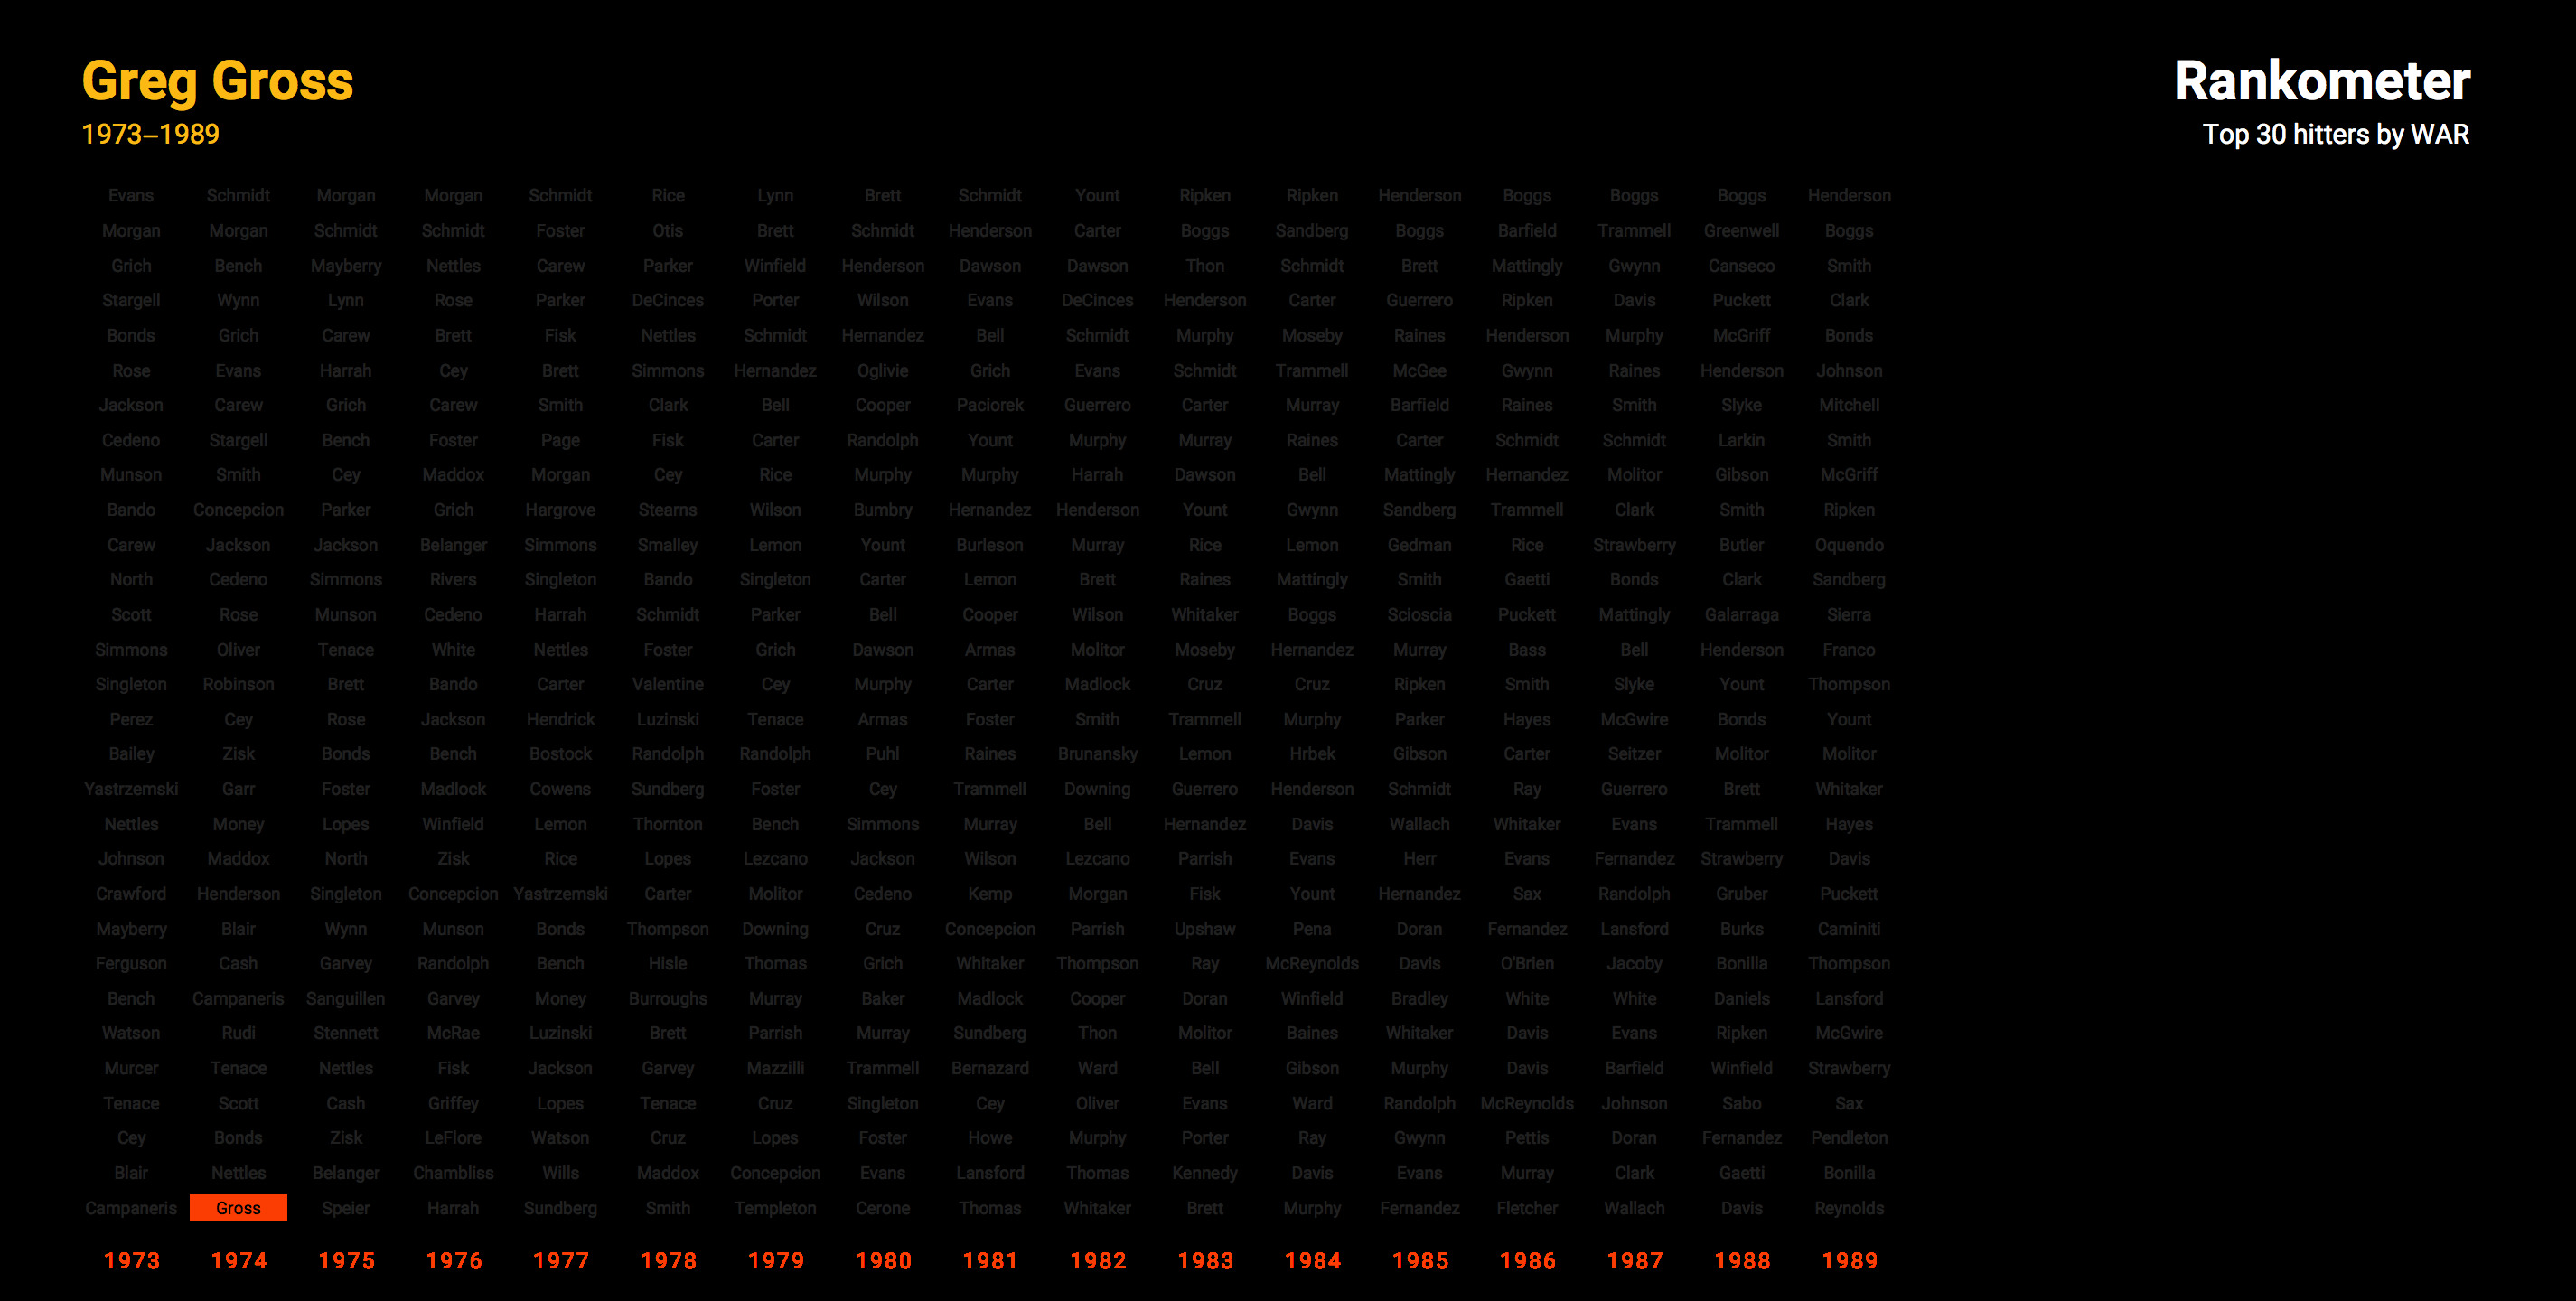 Greg Gross
1973–1989
Rankometer
Top 30 hitters by WAR
Evans Schmidt Morgan Morgan Schmidt Rice Lynn Brett Schmidt Yount Ripken Ripken Henderson Boggs Boggs Boggs Henderson
Morgan Morgan Schmidt Schmidt Foster Otis Brett Schmidt Henderson Carter Boggs Sandberg Boggs Barfield Trammell Greenwell Boggs
Grich Bench Mayberry Nettles Carew Parker Winfield Henderson Dawson Dawson Thon Schmidt Brett Mattingly Gwynn Canseco Smith
Stargell Wynn Lynn Rose Parker DeCinces Porter Wilson Evans DeCinces Henderson Carter Guerrero Ripken Davis Puckett Clark
Bonds Grich Carew Brett Fisk Nettles Schmidt Hernandez Bell Schmidt Murphy Moseby Raines Henderson Murphy McGriff Bonds
Rose Evans Harrah Cey Brett Simmons Hernandez Oglivie Grich Evans Schmidt Trammell McGee Gwynn Raines Henderson Johnson
Jackson Carew Grich Carew Smith Clark Bell Cooper Paciorek Guerrero Carter Murray Barfield Raines Smith Slyke Mitchell
Cedeno Stargell Bench Foster Page Fisk Carter Randolph Yount Murphy Murray Raines Carter Schmidt Schmidt Larkin Smith
Munson Smith Cey Maddox Morgan Cey Rice Murphy Murphy Harrah Dawson Bell Mattingly Hernandez Molitor Gibson McGriff
Bando Concepcion Parker Grich Hargrove Stearns Wilson Bumbry Hernandez Henderson Yount Gwynn Sandberg Trammell Clark Smith Ripken
Carew Jackson Jackson Belanger Simmons Smalley Lemon Yount Burleson Murray Rice Lemon Gedman Rice Strawberry Butler Oquendo
North Cedeno Simmons Rivers Singleton Bando Singleton Carter Lemon Brett Raines Mattingly Smith Gaetti Bonds Clark Sandberg
Scott Rose Munson Cedeno Harrah Schmidt Parker Bell Cooper Wilson Whitaker Boggs Scioscia Puckett Mattingly Galarraga Sierra
Simmons Oliver Tenace White Nettles Foster Grich Dawson Armas Molitor Moseby Hernandez Murray Bass Bell Henderson Franco
Singleton Robinson Brett Bando Carter Valentine Cey Murphy Carter Madlock Cruz Cruz Ripken Smith Slyke Yount Thompson
Perez Cey Rose Jackson Hendrick Luzinski Tenace Armas Foster Smith Trammell Murphy Parker Hayes McGwire Bonds Yount
Bailey Zisk Bonds Bench Bostock Randolph Randolph Puhl Raines Brunansky Lemon Hrbek Gibson Carter Seitzer Molitor Molitor
Yastrzemski Garr Foster Madlock Cowens Sundberg Foster Cey Trammell Downing Guerrero Henderson Schmidt Ray Guerrero Brett Whitaker
Nettles Money Lopes Winfield Lemon Thornton Bench Simmons Murray Bell Hernandez Davis Wallach Whitaker Evans Trammell Hayes
Johnson Maddox North Zisk Rice Lopes Lezcano Jackson Wilson Lezcano Parrish Evans Herr Evans Fernandez Strawberry Davis
Crawford Henderson Singleton Concepcion Yastrzemski Carter Molitor Cedeno Kemp Morgan Fisk Yount Hernandez Sax Randolph Gruber Puckett
Mayberry Blair Wynn Munson Bonds Thompson Downing Cruz Concepcion Parrish Upshaw Pena Doran Fernandez Lansford Burks Caminiti
Ferguson Cash Garvey Randolph Bench Hisle Thomas Grich Whitaker Thompson Ray McReynolds Davis O'Brien Jacoby Bonilla Thompson
Bench Campaneris Sanguillen Garvey Money Burroughs Murray Baker Madlock Cooper Doran Winfield Bradley White White Daniels Lansford
Watson Rudi Stennett McRae Luzinski Brett Parrish Murray Sundberg Thon Molitor Baines Whitaker Davis Evans Ripken McGwire
Murcer Tenace Nettles Fisk Jackson Garvey Mazzilli Trammell Bernazard Ward Bell Gibson Murphy Davis Barfield Winfield Strawberry
Tenace Scott Cash Griffey Lopes Tenace Cruz Singleton Cey Oliver Evans Ward Randolph McReynolds Johnson Sabo Sax
Cey Bonds Zisk LeFlore Watson Cruz Lopes Foster Howe Murphy Porter Ray Gwynn Pettis Doran Fernandez Pendleton
Blair Nettles Belanger Chambliss Wills Maddox Concepcion Evans Lansford Thomas Kennedy Davis Evans Murray Clark Gaetti Bonilla
Campaneris Gross Speier Harrah Sundberg Smith Templeton Cerone Thomas Whitaker Brett Murphy Fernandez Fletcher Wallach Davis Reynolds
1973 1974 1975 1976 1977 1978 1979 1980 1981 1982 1983 1984 1985 1986 1987 1988 1989